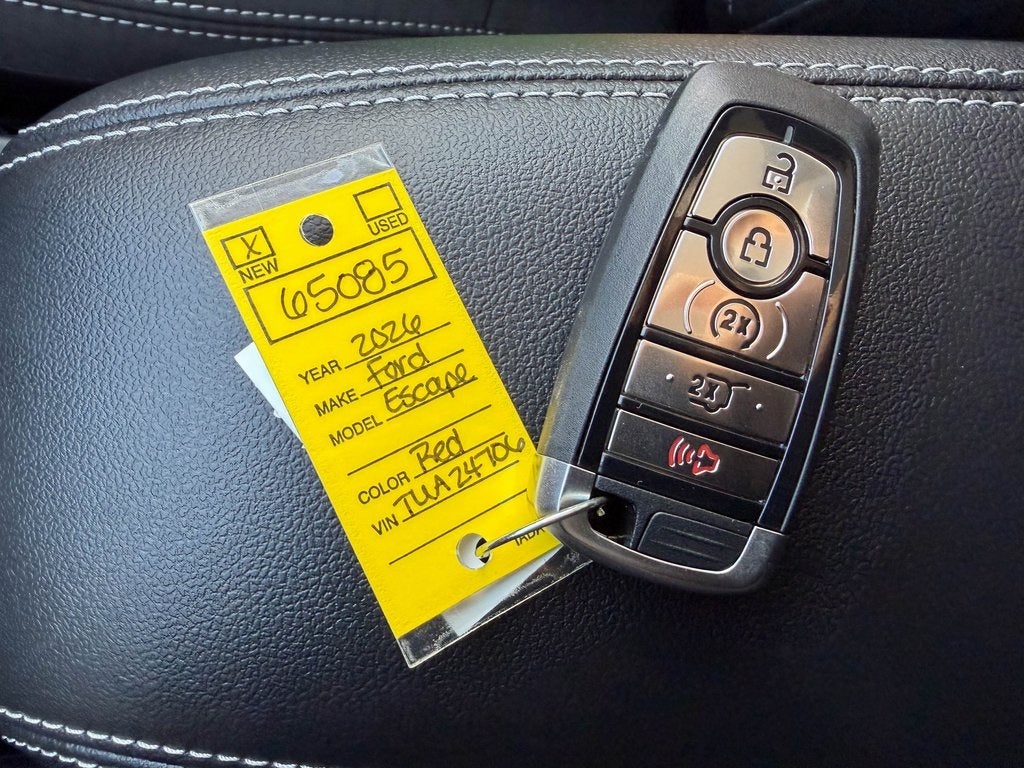 X
NEW USED
65085
YEAR 2026
MAKE Ford
MODEL Escape
COLOR Red
VIN TUA24706
2X
2X